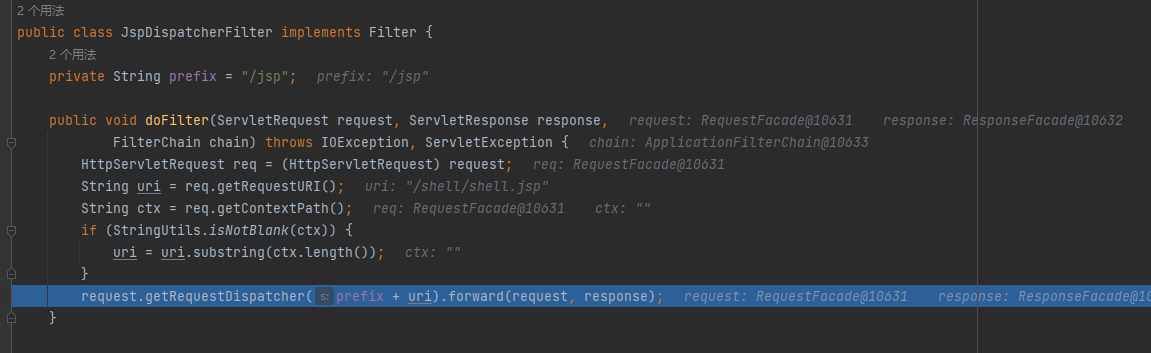 2 个用法
public class JspDispatcherFilter implements Filter {
2 个用法
private String prefix = "/jsp"; prefix: "/jsp"
public void doFilter(ServletRequest request, ServletResponse response, request: RequestFacade@10631 response: ResponseFacade@10632
FilterChain chain) throws IOException, ServletException { chain: ApplicationFilterChain@10633
HttpServletRequest req = (HttpServletRequest) request; req: RequestFacade@10631
String uri = req.getRequestURI(); uri: "/shell/shell.jsp"
String ctx = req.getContextPath(); req: RequestFacade@10631 ctx: ""
if (StringUtils.isNotBlank(ctx)) {
uri = uri.substring(ctx.length()); ctx: ""
}
request.getRequestDispatcher( s: prefix + uri).forward(request, response); request: RequestFacade@10631 response: ResponseFacade@10
}